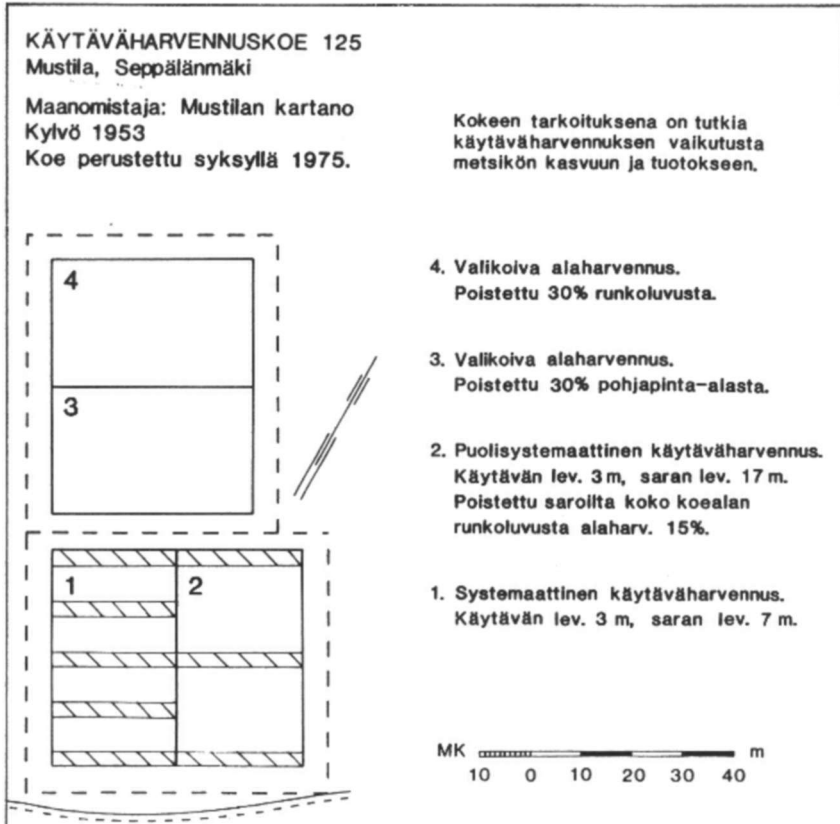 KÄYTÄVÄHARVENNUSKOE 125
Mustila, Seppälänmäki
Maanomistaja: Mustilan kartano
Kylvö 1953
Koe perustettu syksyllä 1975.
Kokeen tarkoituksena on tutkia
käytäväharvennuksen vaikutusta
metsikön kasvuun ja tuotokseen.
4
3
1
2
4. Valikoiva alaharvennus.
Poistettu 30% runkoluvusta.
3. Valikoiva alaharvennus.
Poistettu 30% pohjapinta-alasta.
2. Puolisystemaattinen käytäväharvennus.
Käytävän lev. 3 m, saran lev. 17 m.
Poistettu saroilta koko koealan
runkoluvusta alaharv. 15%.
1. Systemaattinen käytäväharvennus.
Käytävän lev. 3 m, saran lev. 7 m.
MK m
10 0 10 20 30 40